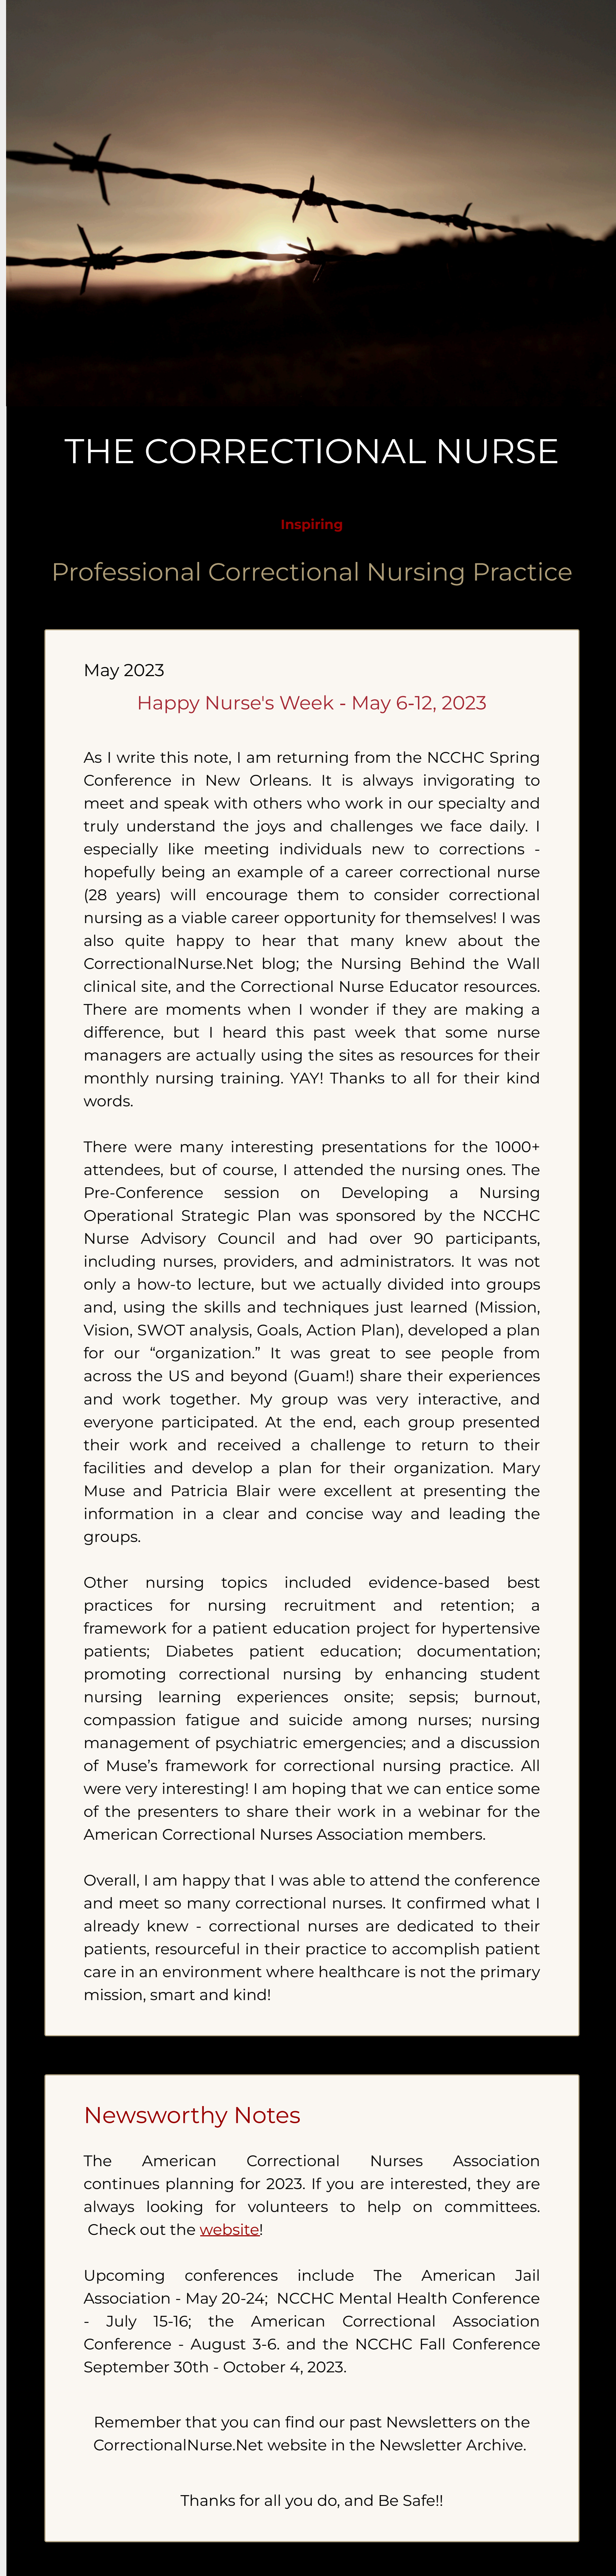 THE CORRECTIONAL NURSE
Inspiring
Professional Correctional Nursing Practice
May 2023
Happy Nurse's Week - May 6-12, 2023
As I write this note, I am returning from the NCCHC Spring
Conference in New Orleans. It is always invigorating to
meet and speak with others who work in our specialty and
truly understand the joys and challenges we face daily. I
especially like meeting individuals new to corrections -
hopefully being an example of a career correctional nurse
(28 years) will encourage them to consider correctional
nursing as a viable career opportunity for themselves! I was
also quite happy to hear that many knew about the
CorrectionalNurse.Net blog; the Nursing Behind the Wall
clinical site, and the Correctional Nurse Educator resources.
There are moments when I wonder if they are making a
difference, but I heard this past week that some nurse
managers are actually using the sites as resources for their
monthly nursing training. YAY! Thanks to all for their kind
words.
There were many interesting presentations for the 1000+
attendees, but of course, I attended the nursing ones. The
Pre-Conference session on Developing a Nursing
Operational Strategic Plan was sponsored by the NCCHC
Nurse Advisory Council and had over 90 participants,
including nurses, providers, and administrators. It was not
only a how-to lecture, but we actually divided into groups
and, using the skills and techniques just learned (Mission,
Vision, SWOT analysis, Goals, Action Plan), developed a plan
for our “organization.” It was great to see people from
across the US and beyond (Guam!) share their experiences
and work together. My group was very interactive, and
everyone participated. At the end, each group presented
their work and received a challenge to return to their
facilities and develop a plan for their organization. Mary
Muse and Patricia Blair were excellent at presenting the
information in a clear and concise way and leading the
groups.
Other nursing topics included evidence-based best
practices for nursing recruitment and retention; a
framework for a patient education project for hypertensive
patients; Diabetes patient education; documentation;
promoting correctional nursing by enhancing student
nursing learning experiences onsite; sepsis; burnout,
compassion fatigue and suicide among nurses; nursing
management of psychiatric emergencies; and a discussion
of Muse’s framework for correctional nursing practice. All
were very interesting! I am hoping that we can entice some
of the presenters to share their work in a webinar for the
American Correctional Nurses Association members.
Overall, I am happy that I was able to attend the conference
and meet so many correctional nurses. It confirmed what I
already knew - correctional nurses are dedicated to their
patients, resourceful in their practice to accomplish patient
care in an environment where healthcare is not the primary
mission, smart and kind!
Newsworthy Notes
The American Correctional Nurses Association
continues planning for 2023. If you are interested, they are
always looking for volunteers to help on committees.
Check out the website!
Upcoming conferences include The American Jail
Association - May 20-24; NCCHC Mental Health Conference
- July 15-16; the American Correctional Association
Conference - August 3-6. and the NCCHC Fall Conference
September 30th - October 4, 2023.
Remember that you can find our past Newsletters on the
CorrectionalNurse.Net website in the Newsletter Archive.
Thanks for all you do, and Be Safe!!